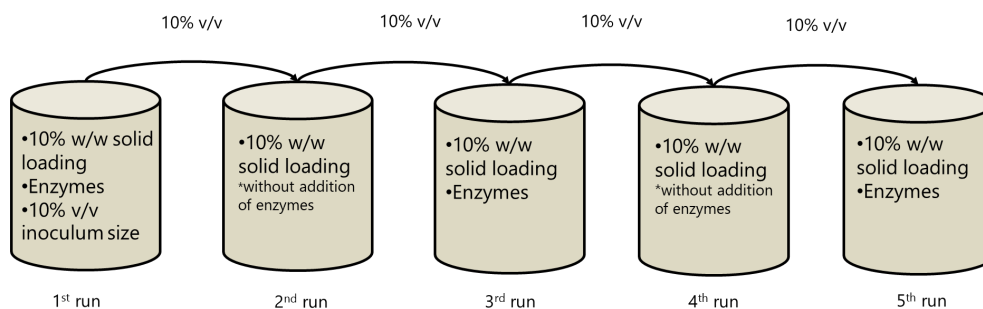 10% v/v
10% v/v
10% v/v
10% v/v
•10% w/w solid
loading
•Enzymes
•10% v/v
inoculum size
•10% w/w
solid loading
*without addition
of enzymes
•10% w/w
solid loading
•Enzymes
•10% w/w
solid loading
*without addition
of enzymes
•10% w/w
solid loading
•Enzymes
1st run
2nd run
3rd run
4th run
5th run